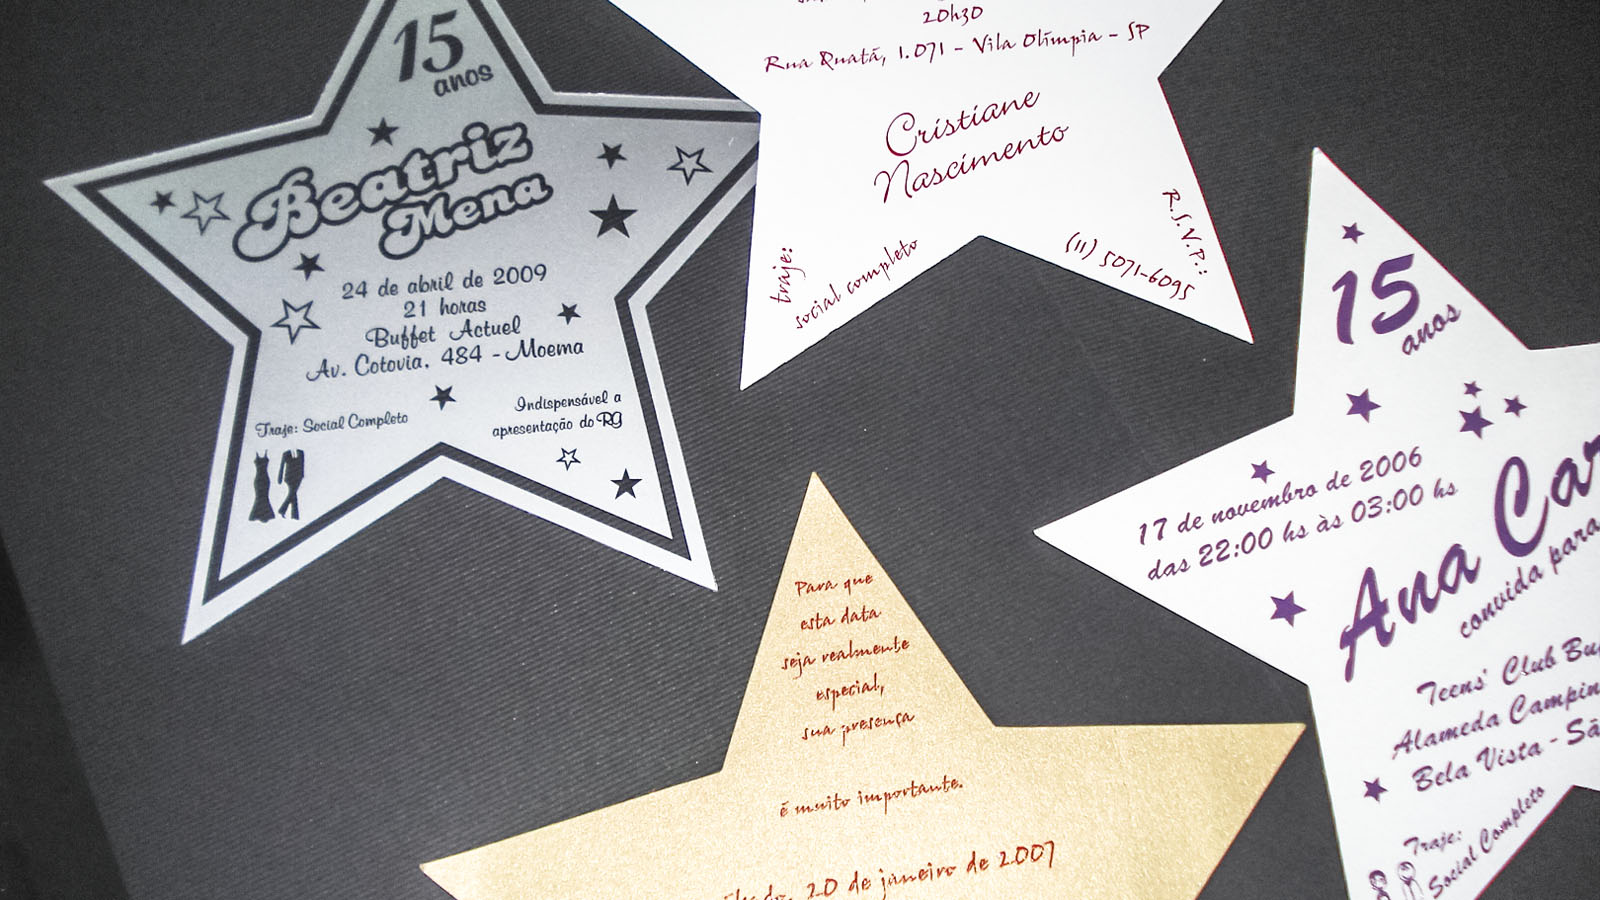 15
anos
Beatriz
Mena
24 de abril de 2009
21 horas
Buffet Actuel
Av. Cotovia, 484 - Moema
Traje: Social Completo
Indispensável a
apresentação do RG
20h30
Rua Quatá, 1.071 - Vila Olímpia - SP
Cristiane
Nascimento
traje:
social completo
R.S.V.P.:
(11) 5071-6095
Para que
esta data
seja realmente
especial,
sua presença
é muito importante.
20 de janeiro de 2007
15
anos
17 de novembro de 2006
das 22:00 hs às 03:00 hs
Ana
convida para
Teens' Club
Alameda
Bela Vista -
Traje:
Social Completo